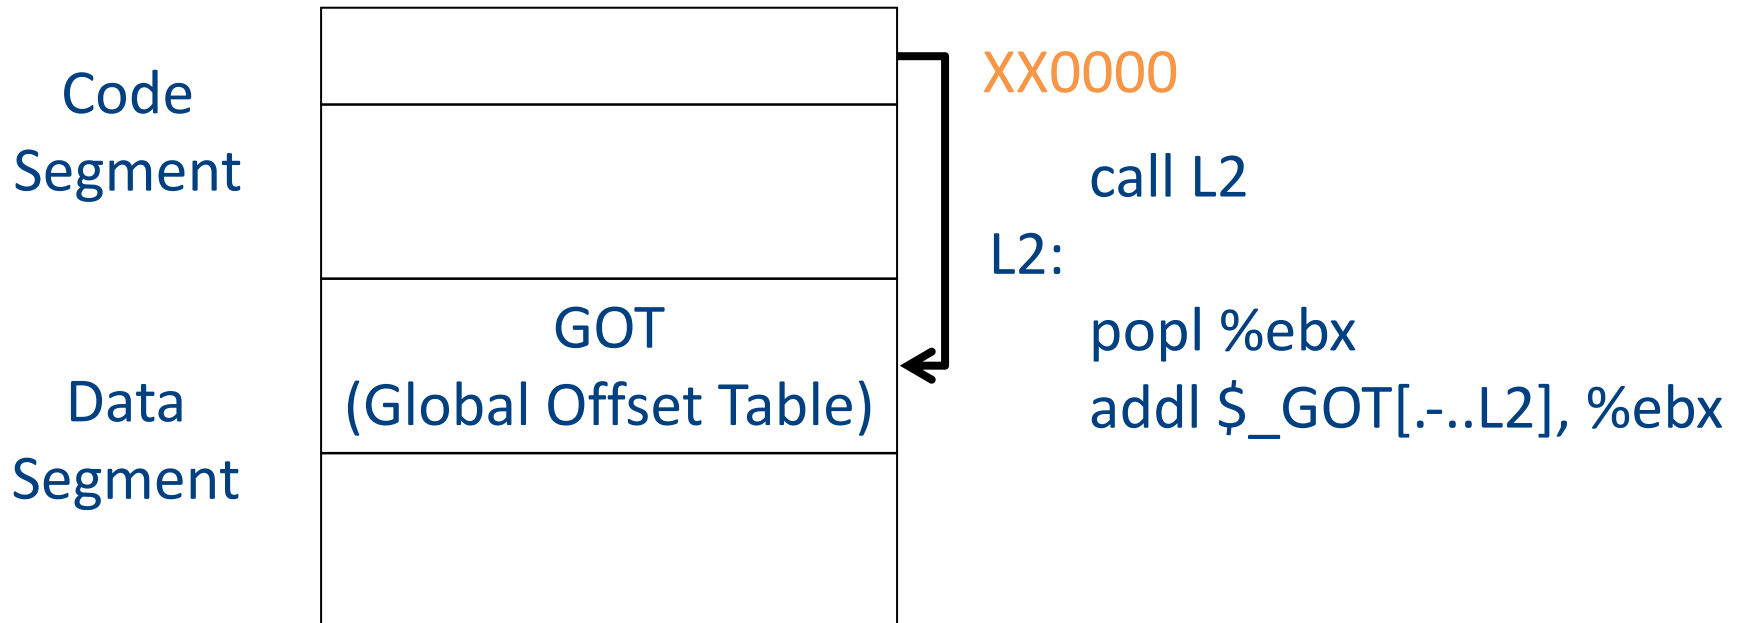 Code
Segment
GOT
(Global Offset Table)
Data
Segment
XX0000
call L2
L2:
popl %ebx
addl $_GOT[.-..L2], %ebx